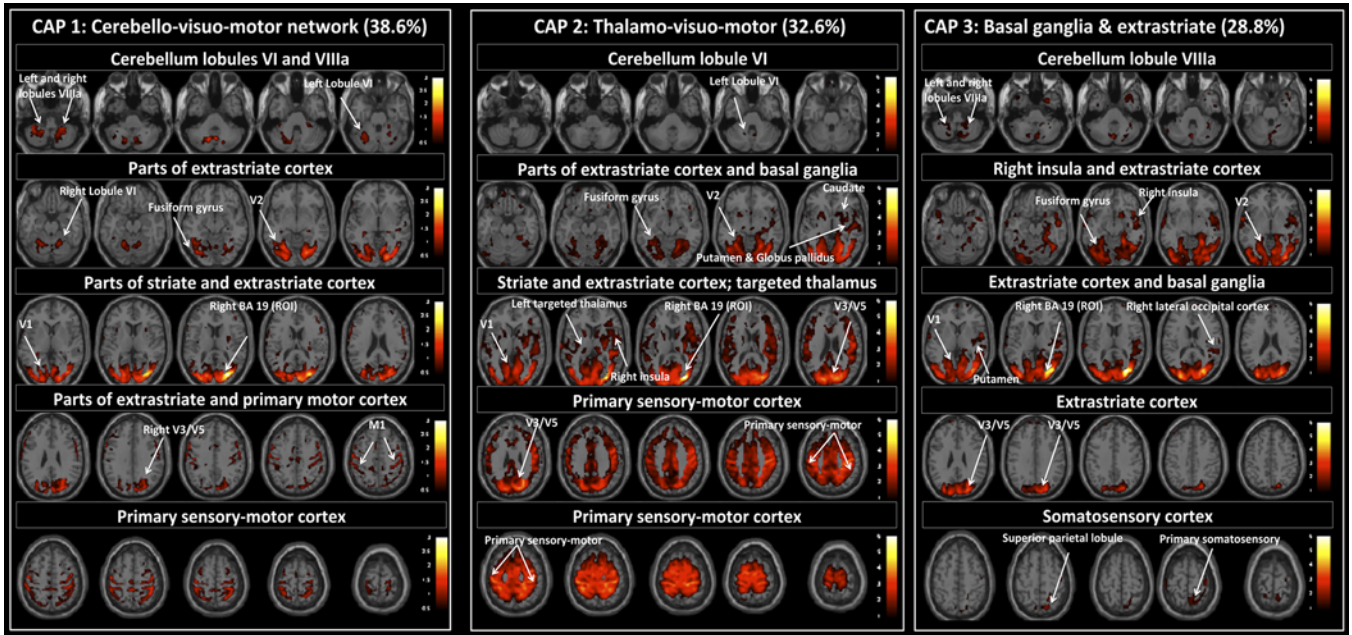 CAP 1: Cerebello-visuo-motor network (38.6%)
Cerebellum lobules VI and VIIIa
Left and right
lobules VIIIa
Left Lobule VI
Parts of extrastriate cortex
Right Lobule VI
Fusiform gyrus
V2
Parts of striate and extrastriate cortex
V1
Right BA 19 (ROI)
Parts of extrastriate and primary motor cortex
Right V3/V5
M1
Primary sensory-motor cortex
CAP 2: Thalamo-visuo-motor (32.6%)
Cerebellum lobule VI
Left Lobule VI
Parts of extrastriate cortex and basal ganglia
Fusiform gyrus
V2
Caudate
Putamen & Globus pallidus
Striate and extrastriate cortex; targeted thalamus
Left targeted thalamus
V1
Right BA 19 (ROI)
V3/V5
Right insula
Primary sensory-motor cortex
V3/V5
Primary sensory-motor
Primary sensory-motor cortex
Primary sensory-motor
CAP 3: Basal ganglia & extrastriate (28.8%)
Cerebellum lobule VIIIa
Left and right
lobules VIIIa
Right insula and extrastriate cortex
Fusiform gyrus
Right insula
V2
Extrastriate cortex and basal ganglia
V1
Right BA 19 (ROI)
Right lateral occipital cortex
Putamen
Extrastriate cortex
V3/V5
V3/V5
Somatosensory cortex
Superior parietal lobule
Primary somatosensory